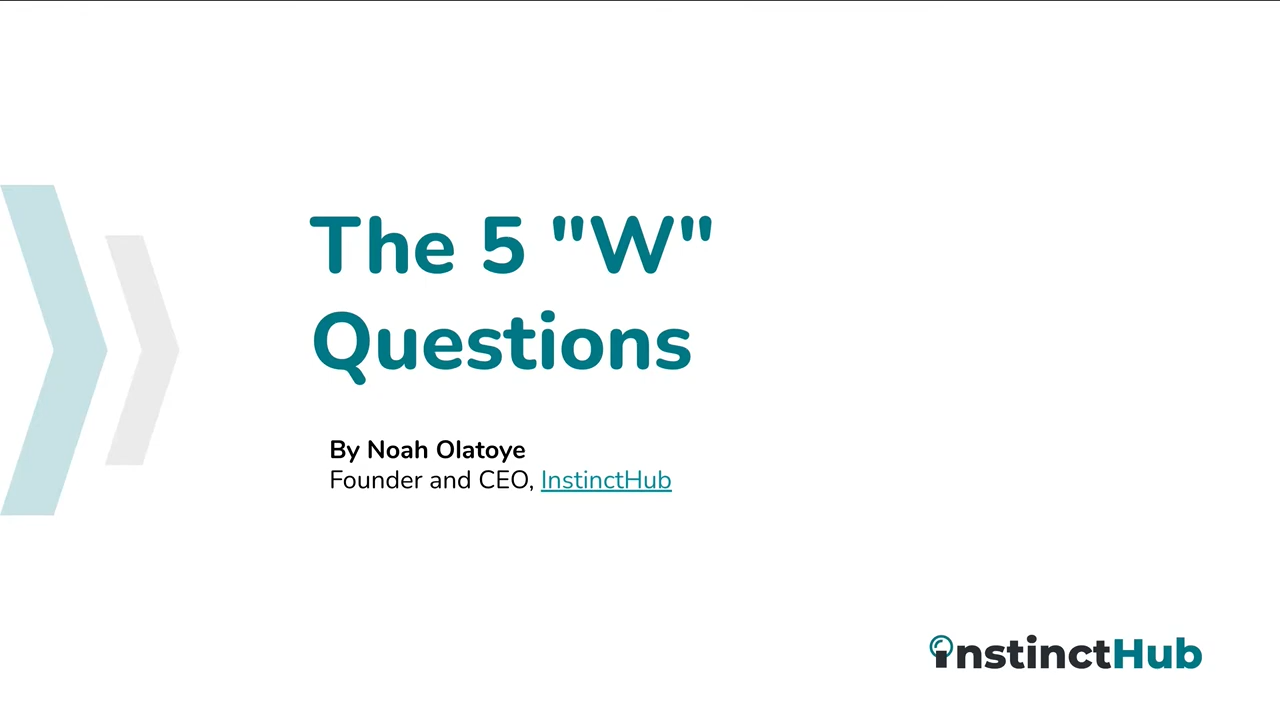 The 5 "W"
Questions
By Noah Olatoye
Founder and CEO, InstinctHub
instinctHub